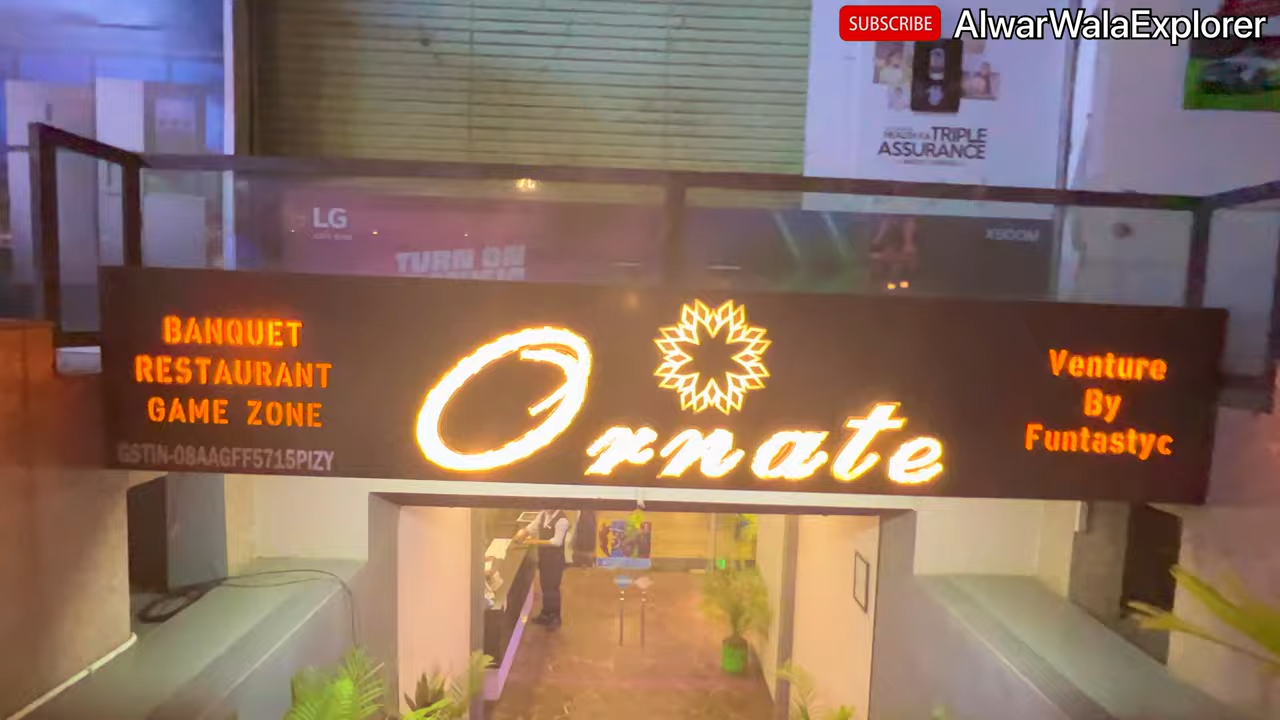 SUBSCRIBE AlwarWalaExplorer
TRIPLE
ASSURANCE
LG
TURN ON
XBOOM
BANQUET
RESTAURANT
GAME ZONE
GSTIN-08AAGFF5715PIZY
Ornate
Venture
By
Funtastyc